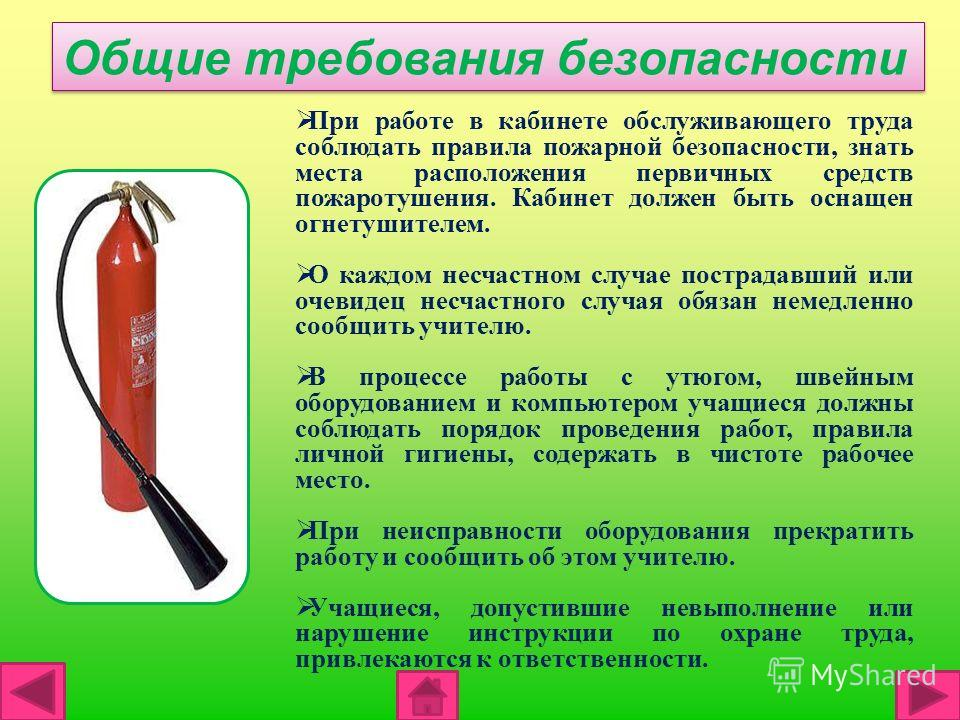 Общие требования безопасности
➢При работе в кабинете обслуживающего труда
соблюдать правила пожарной безопасности, знать
места расположения первичных средств
пожаротушения. Кабинет должен быть оснащен
огнетушителем.
➢О каждом несчастном случае пострадавший или
очевидец несчастного случая обязан немедленно
сообщить учителю.
➢В процессе работы с утюгом, швейным
оборудованием и компьютером учащиеся должны
соблюдать порядок проведения работ, правила
личной гигиены, содержать в чистоте рабочее
место.
➢При неисправности оборудования прекратить
работу и сообщить об этом учителю.
➢Учащиеся, допустившие невыполнение или
нарушение инструкции по охране труда,
привлекаются к ответственности.
MyShared